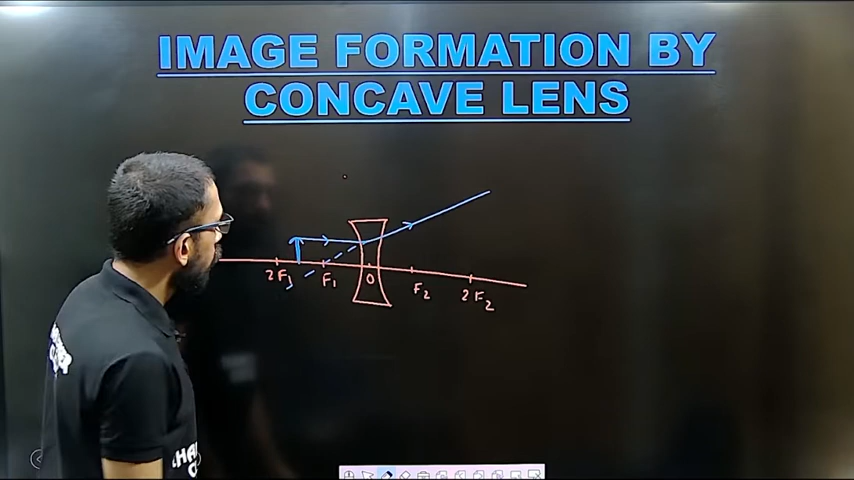 IMAGE FORMATION BY
CONCAVE LENS
2F1 F1 O F2 2F2